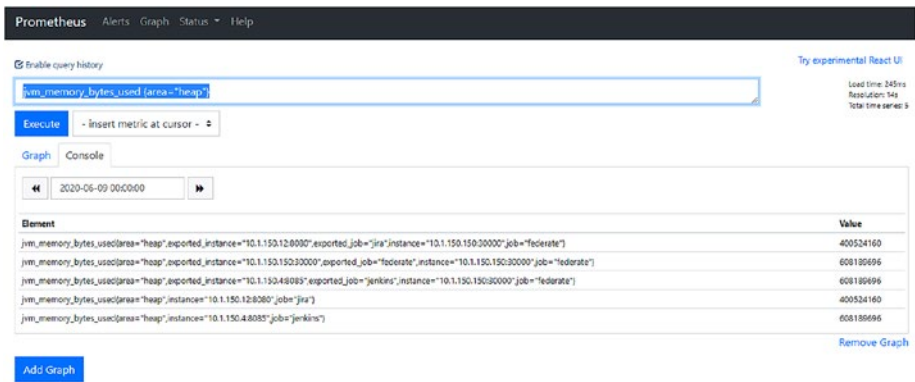 Prometheus Alerts Graph Status Help
Enable query history
Try experimental React UI
jvm_memory_bytes_used {area="heap"}
Load time: 245ms
Resolution: 14s
Total time series: 5
Execute - insert metric at cursor -
Graph Console
2020-06-09 00:00:00
Element Value
jvm_memory_bytes_used{area="heap",exported_instance="10.1.150.12:8080",exported_job="jira",instance="10.1.150.150:30000",job="federate"} 400524160
jvm_memory_bytes_used{area="heap",exported_instance="10.1.150.150:30000",exported_job="federate",instance="10.1.150.150:30000",job="federate"} 608189696
jvm_memory_bytes_used{area="heap",exported_instance="10.1.150.4:8085",exported_job="jenkins",instance="10.1.150.150:30000",job="federate"} 608189696
jvm_memory_bytes_used{area="heap",instance="10.1.150.12:8080",job="jira"} 400524160
jvm_memory_bytes_used{area="heap",instance="10.1.150.4:8085",job="jenkins"} 608189696
Remove Graph
Add Graph